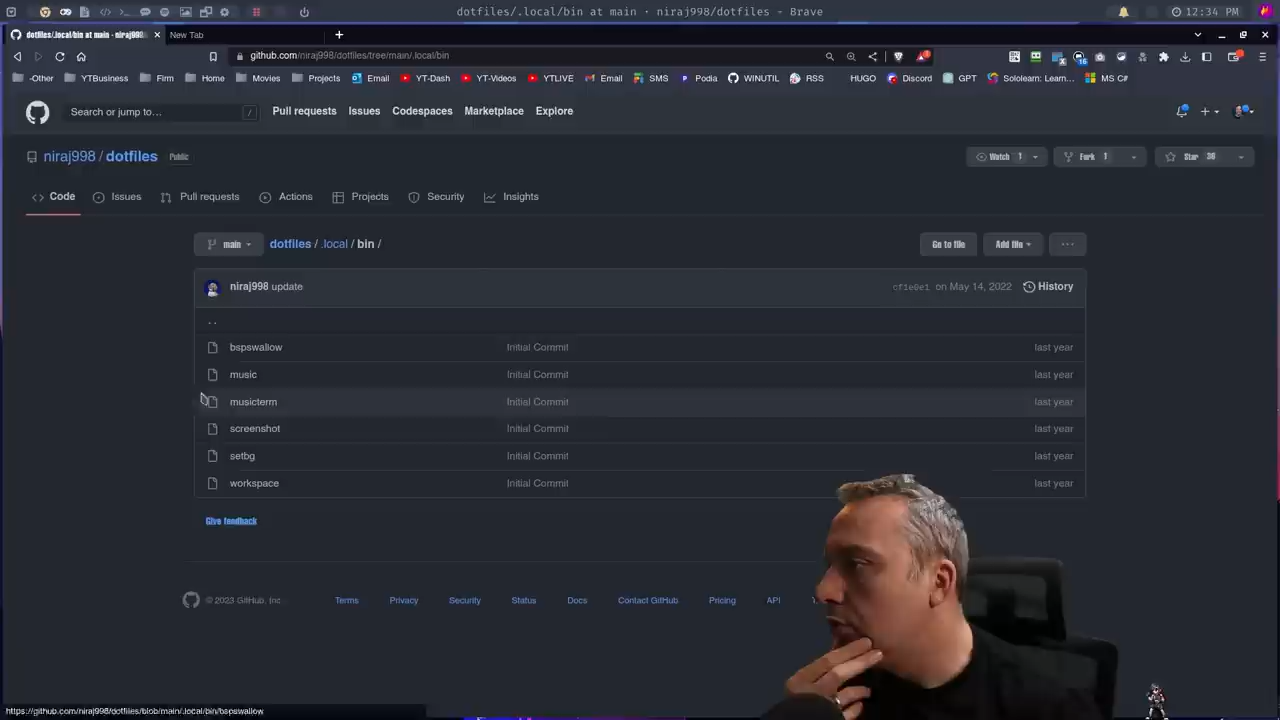 dotfiles/.local/bin at main · niraj998/dotfiles - Brave
12:34 PM
dotfiles/.local/bin at main · niraj998
New Tab
github.com/niraj998/dotfiles/tree/main/.local/bin
-Other
YTBusiness
Firm
Home
Movies
Projects
Email
YT-Dash
YT-Videos
YTLIVE
Email
SMS
Podia
WINUTIL
RSS
HUGO
Discord
GPT
Sololearn: Learn...
MS C#
Search or jump to...
/
Pull requests
Issues
Codespaces
Marketplace
Explore
niraj998 / dotfiles
Public
Watch 1
Fork 1
Star 36
Code
Issues
Pull requests
Actions
Projects
Security
Insights
main
dotfiles / .local / bin /
Go to file
Add file
niraj998 update
cf1e0e1 on May 14, 2022
History
..
bspswallow Initial Commit last year
music Initial Commit last year
musicterm Initial Commit last year
screenshot Initial Commit last year
setbg Initial Commit last year
workspace Initial Commit last year
Give feedback
© 2023 GitHub, Inc.
Terms
Privacy
Security
Status
Docs
Contact GitHub
Pricing
API
https://github.com/niraj998/dotfiles/blob/main/.local/bin/bspswallow